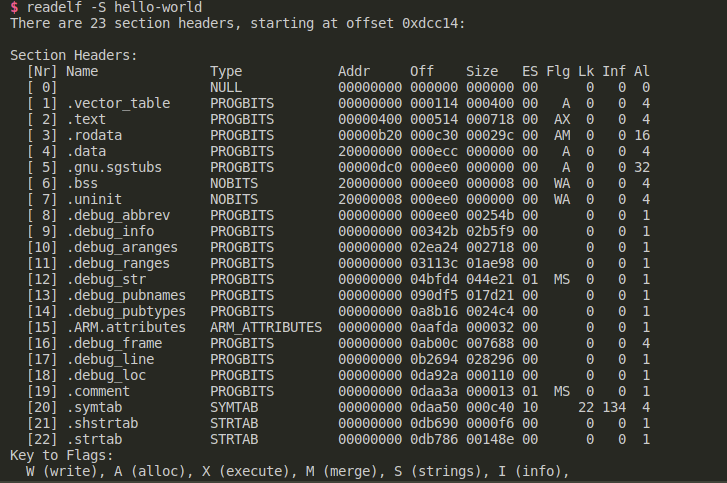 $ readelf -S hello-world
There are 23 section headers, starting at offset 0xdcc14:

Section Headers:
  [Nr] Name              Type            Addr     Off    Size   ES Flg Lk Inf Al
  [ 0]                   NULL            00000000 000000 000000 00      0   0  0
  [ 1] .vector_table     PROGBITS        00000000 000114 000400 00   A  0   0  4
  [ 2] .text             PROGBITS        00000400 000514 000718 00  AX  0   0  4
  [ 3] .rodata           PROGBITS        00000b20 000c30 00029c 00  AM  0   0 16
  [ 4] .data             PROGBITS        20000000 000ecc 000000 00   A  0   0  4
  [ 5] .gnu.sgstubs      PROGBITS        00000dc0 000ee0 000000 00   A  0   0 32
  [ 6] .bss              NOBITS          20000000 000ee0 000008 00  WA  0   0  4
  [ 7] .uninit           NOBITS          20000008 000ee0 000000 00  WA  0   0  4
  [ 8] .debug_abbrev     PROGBITS        00000000 000ee0 00254b 00      0   0  1
  [ 9] .debug_info       PROGBITS        00000000 00342b 02b5f9 00      0   0  1
  [10] .debug_aranges    PROGBITS        00000000 02ea24 002718 00      0   0  1
  [11] .debug_ranges     PROGBITS        00000000 03113c 01ae98 00      0   0  1
  [12] .debug_str        PROGBITS        00000000 04bfd4 044e21 01  MS  0   0  1
  [13] .debug_pubnames   PROGBITS        00000000 090df5 017d21 00      0   0  1
  [14] .debug_pubtypes   PROGBITS        00000000 0a8b16 0024c4 00      0   0  1
  [15] .ARM.attributes   ARM_ATTRIBUTES  00000000 0aafda 000032 00      0   0  1
  [16] .debug_frame      PROGBITS        00000000 0ab00c 007688 00      0   0  4
  [17] .debug_line       PROGBITS        00000000 0b2694 028296 00      0   0  1
  [18] .debug_loc        PROGBITS        00000000 0da92a 000110 00      0   0  1
  [19] .comment          PROGBITS        00000000 0daa3a 000013 01  MS  0   0  1
  [20] .symtab           SYMTAB          00000000 0daa50 000c40 10     22 134  4
  [21] .shstrtab         STRTAB          00000000 0db690 0000f6 00      0   0  1
  [22] .strtab           STRTAB          00000000 0db786 00148e 00      0   0  1
Key to Flags:
  W (write), A (alloc), X (execute), M (merge), S (strings), I (info),